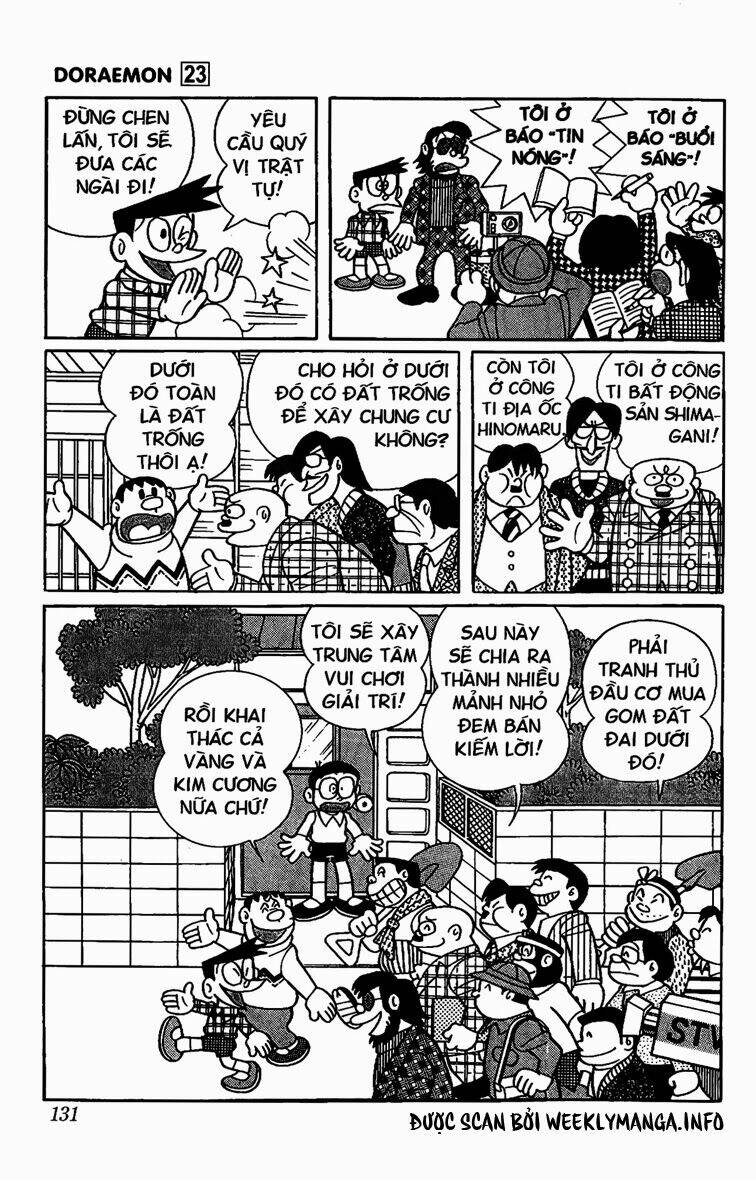 DORAEMON 23
ĐỪNG CHEN
LẤN, TÔI SẼ
ĐƯA CÁC
NGÀI ĐI!
YÊU
CẦU QUÝ
VỊ TRẬT
TỰ!
TÔI Ở
BÁO "TIN
NÓNG"!
TÔI Ở
BÁO "BUỔI
SÁNG"!
DƯỚI
ĐÓ TOÀN
LÀ ĐẤT
TRỐNG
THÔI Ạ!
CHO HỎI Ở DƯỚI
ĐÓ CÓ ĐẤT TRỐNG
ĐỂ XÂY CHUNG CƯ
KHÔNG?
CÒN TÔI
Ở CÔNG
TI ĐỊA ỐC
HINOMARU.
TÔI Ở CÔNG
TI BẤT ĐỘNG
SẢN SHIMA-
GANI!
RỒI KHAI
THÁC CẢ
VÀNG VÀ
KIM CƯƠNG
NỮA CHỨ!
TÔI SẼ XÂY
TRUNG TÂM
VUI CHƠI
GIẢI TRÍ!
SAU NÀY
SẼ CHIA RA
THÀNH NHIỀU
MẢNH NHỎ
ĐEM BÁN
KIẾM LỜI!
PHẢI
TRANH THỦ
ĐẦU CƠ MUA
GOM ĐẤT
ĐAI DƯỚI
ĐÓ!
STV
131
ĐƯỢC SCAN BỞI WEEKLYMANGA.INFO